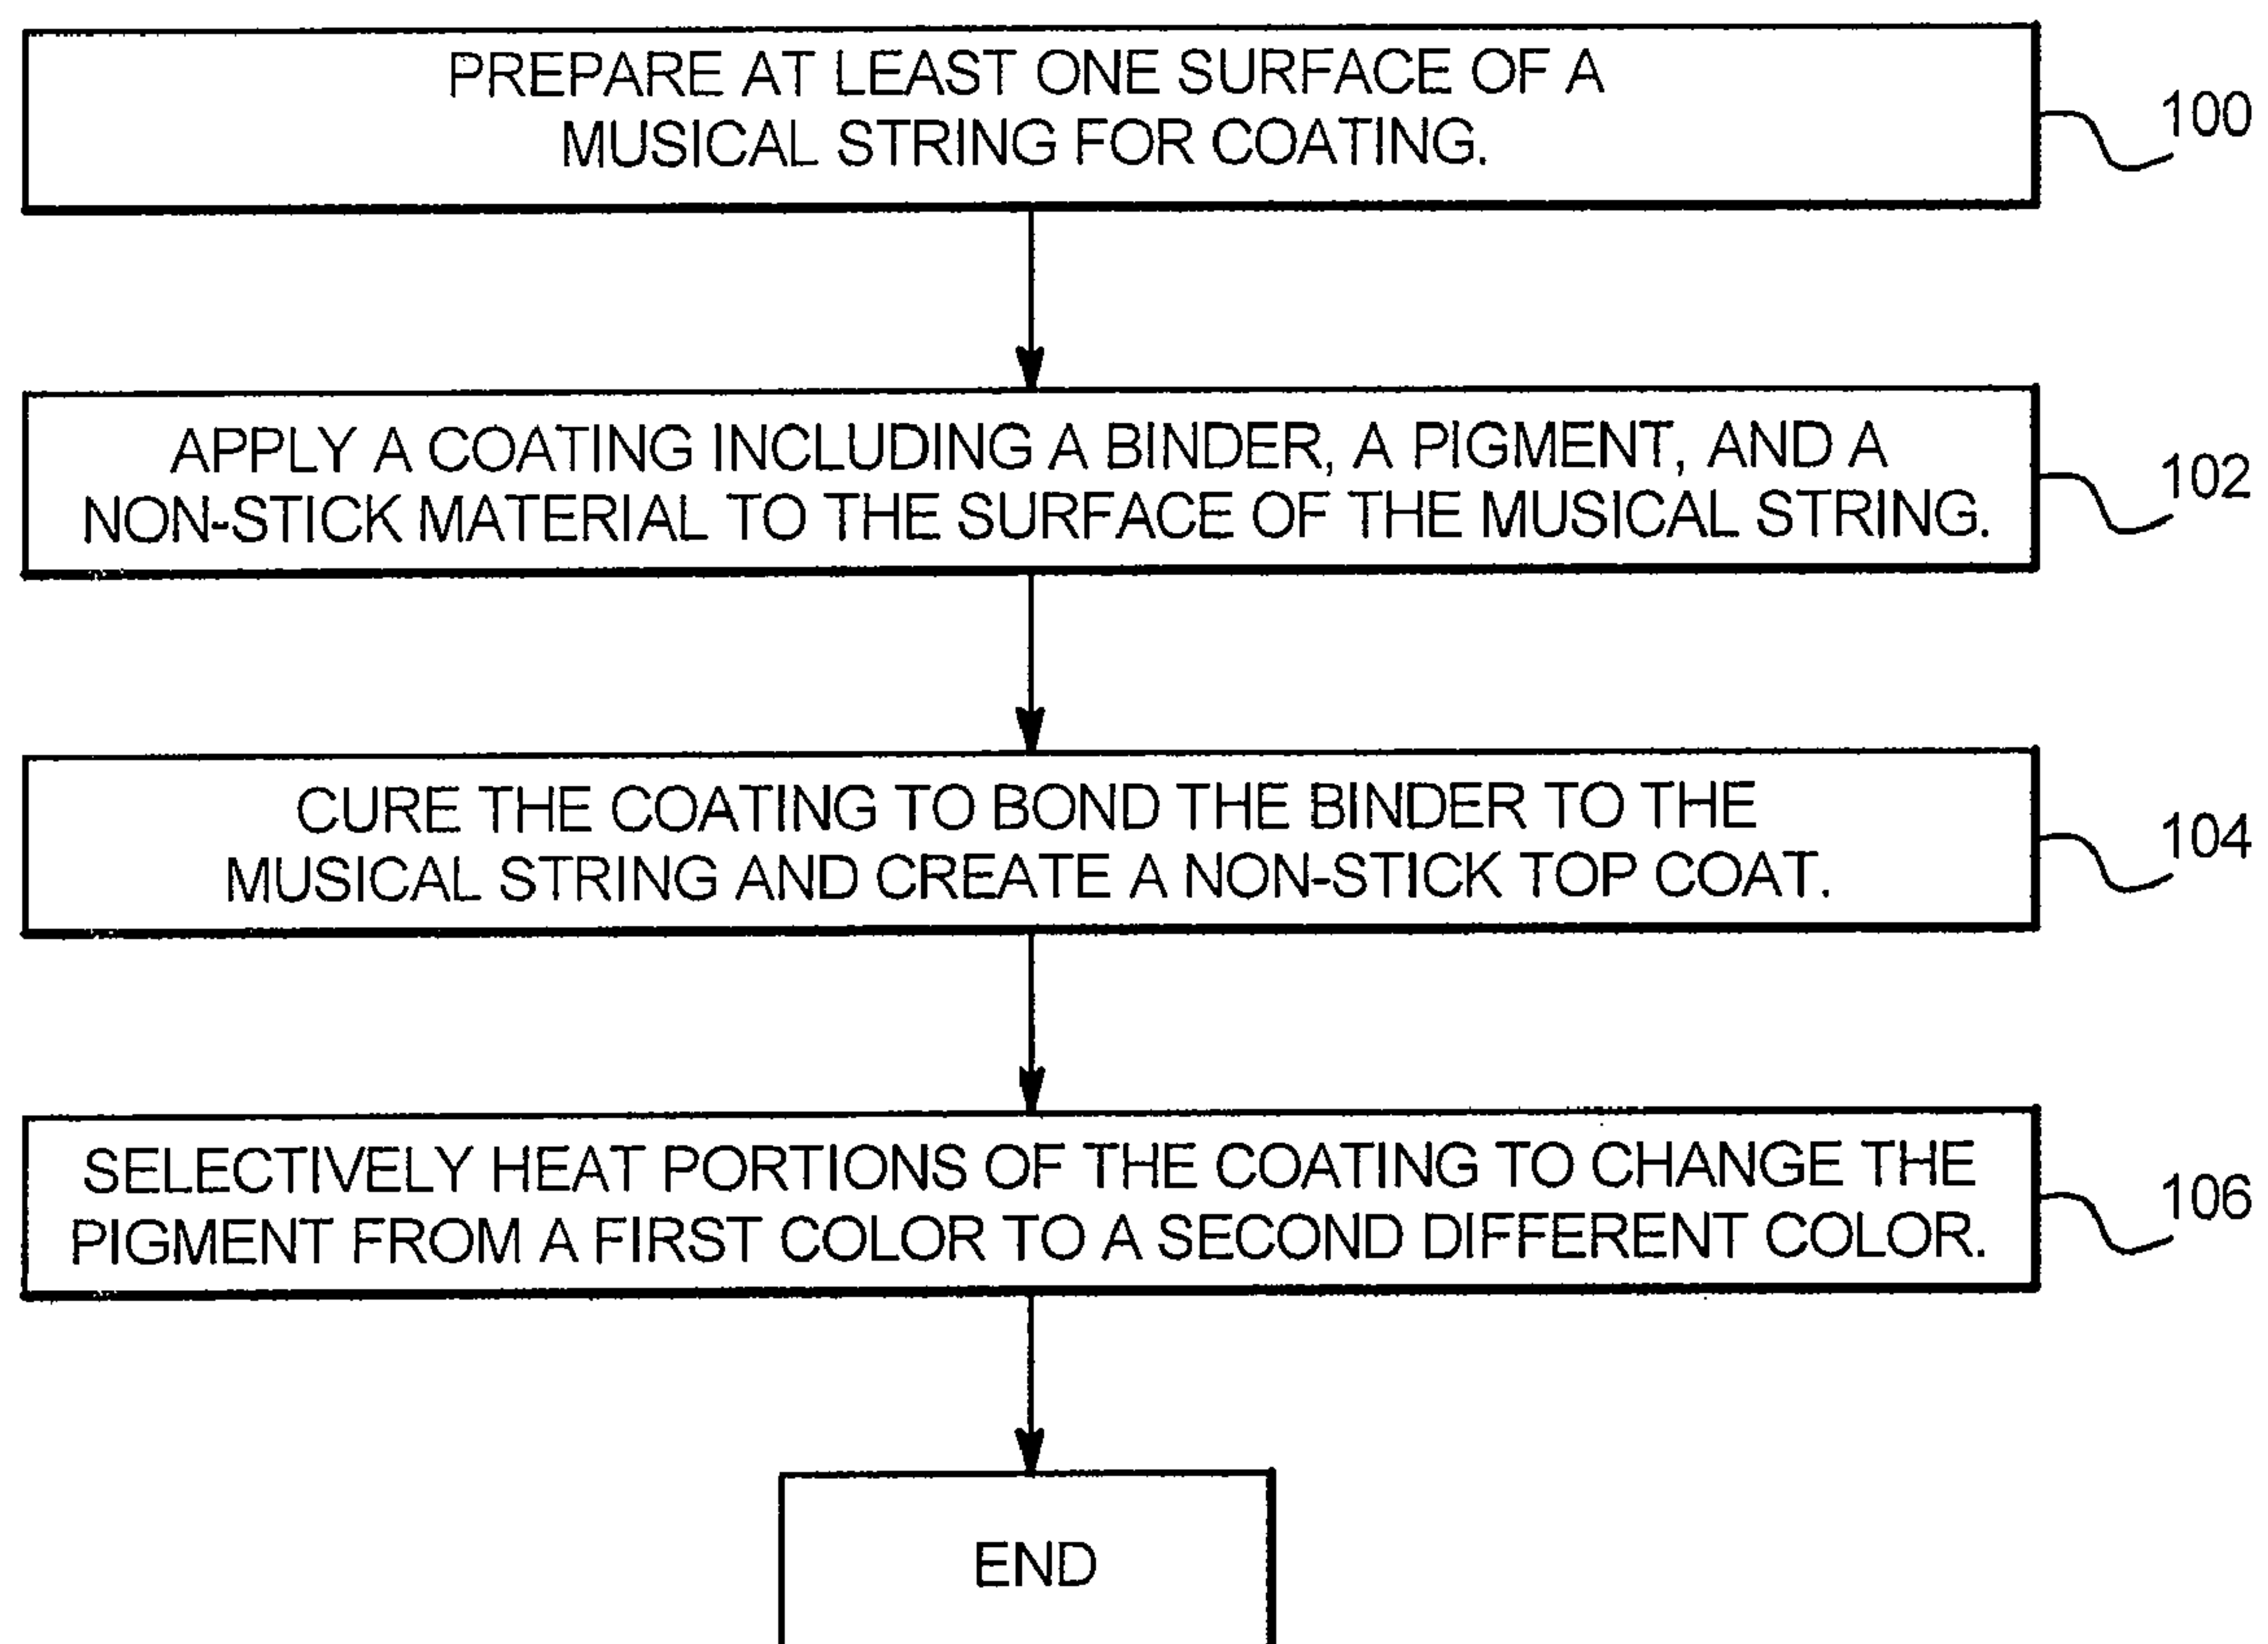 PREPARE AT LEAST ONE SURFACE OF A
MUSICAL STRING FOR COATING.
100
APPLY A COATING INCLUDING A BINDER, A PIGMENT, AND A
NON-STICK MATERIAL TO THE SURFACE OF THE MUSICAL STRING.
102
CURE THE COATING TO BOND THE BINDER TO THE
MUSICAL STRING AND CREATE A NON-STICK TOP COAT.
104
SELECTIVELY HEAT PORTIONS OF THE COATING TO CHANGE THE
PIGMENT FROM A FIRST COLOR TO A SECOND DIFFERENT COLOR.
106
END